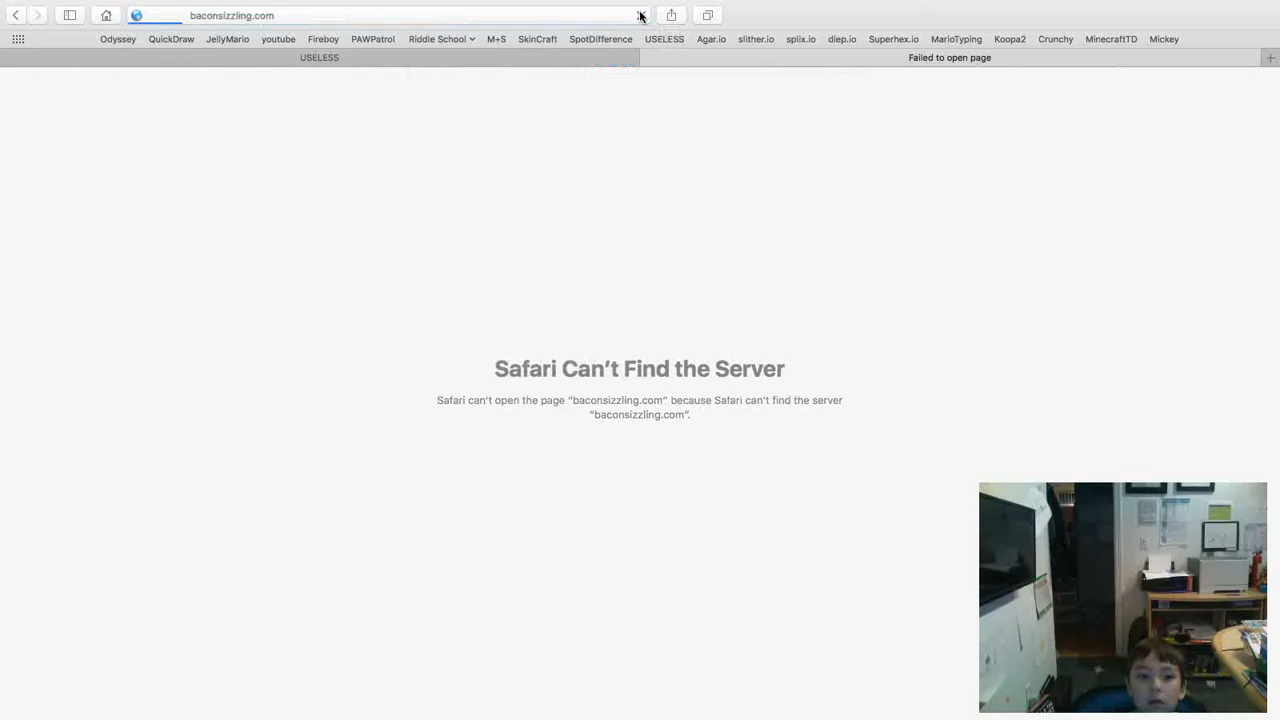 baconsizzling.com
Odyssey QuickDraw JellyMario youtube Fireboy PAWPatrol Riddle School M+S SkinCraft SpotDifference USELESS Agar.io slither.io splix.io diep.io Superhex.io MarioTyping Koopa2 Crunchy MinecraftTD Mickey
USELESS Failed to open page
Safari Can't Find the Server
Safari can't open the page "baconsizzling.com" because Safari can't find the server
"baconsizzling.com".